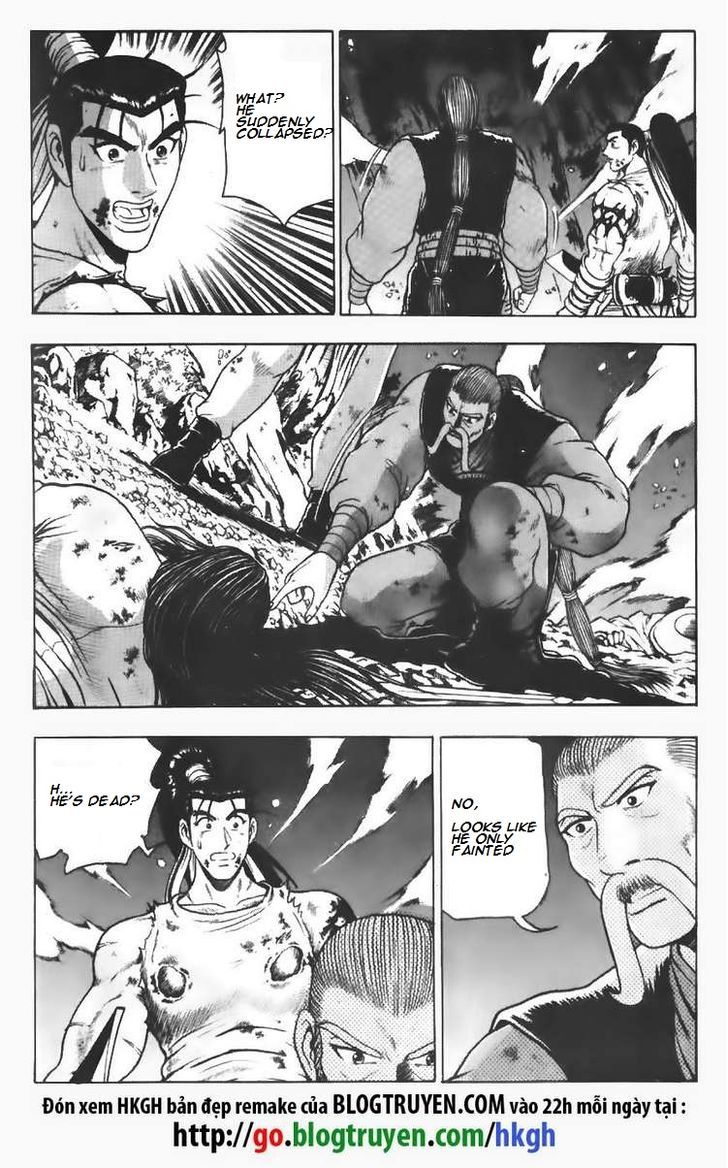 WHAT?
HE
SUDDENLY
COLLAPSED?
H...
HE'S DEAD?
NO,
LOOKS LIKE
HE ONLY
FAINTED
Đón xem HKGH bản đẹp remake của BLOGTRUYEN.COM vào 22h mỗi ngày tại :
http://go.blogtruyen.com/hkgh